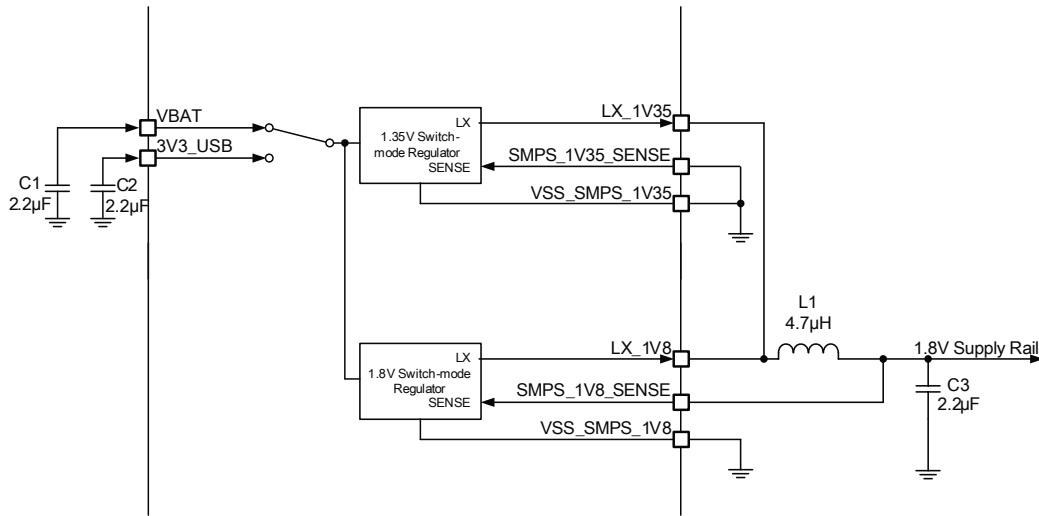 VBAT
3V3_USB
C1
2.2µF
C2
2.2µF
LX
1.35V Switch-
mode Regulator
SENSE
LX_1V35
SMPS_1V35_SENSE
VSS_SMPS_1V35
LX
1.8V Switch-mode
Regulator
SENSE
LX_1V8
SMPS_1V8_SENSE
VSS_SMPS_1V8
L1
4.7µH
1.8V Supply Rail
C3
2.2µF